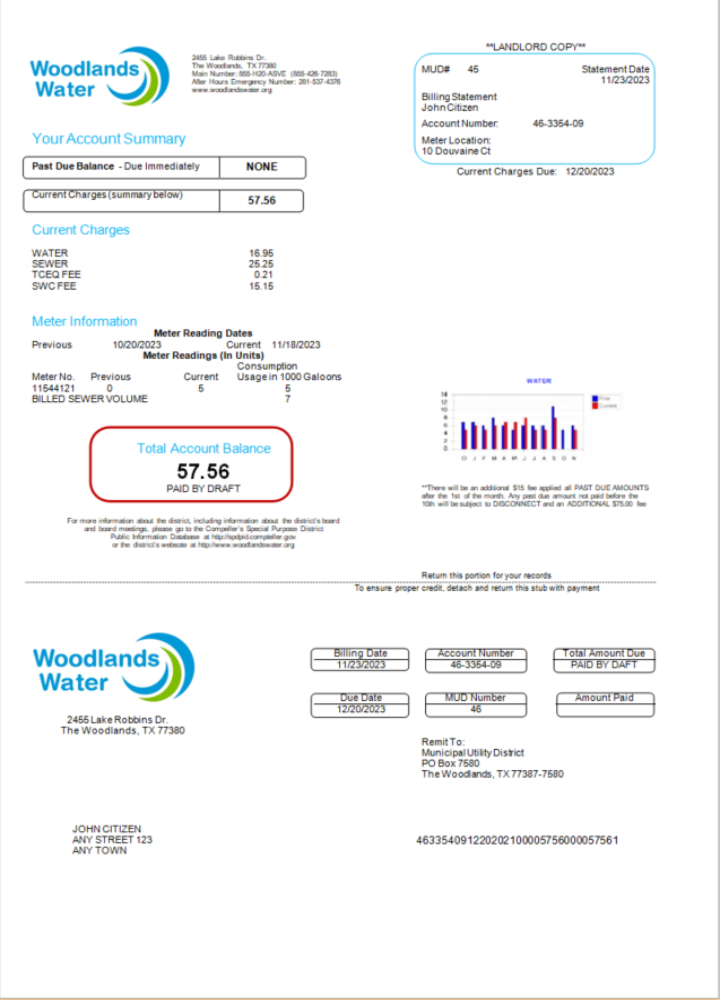 **LANDLORD COPY**
Woodlands
Water
2455 Lake Robbins Dr.
The Woodlands, TX 77380
Main Number: 855-H20-ASVE (855-426-7283)
After Hours Emergency Number: 281-537-4376
www.woodlandswater.org
MUD# 45
Statement Date
11/23/2023
Billing Statement
John Citizen
Account Number: 46-3354-09
Meter Location:
10 Douvaine Ct
Current Charges Due: 12/20/2023
Your Account Summary
Past Due Balance - Due Immediately NONE
Current Charges (summary below) 57.56
Current Charges
WATER 16.95
SEWER 25.25
TCEQ FEE 0.21
SWC FEE 15.15
Meter Information
Meter Reading Dates
Previous 10/20/2023 Current 11/18/2023
Meter Readings (In Units)
Consumption
Meter No. Previous Current Usage in 1000 Galoons
11544121 0 5 5
BILLED SEWER VOLUME 7
WATER
14
12
10
8
6
4
2
0
D J F M A M J J A S O N
Prior
Current
Total Account Balance
57.56
PAID BY DRAFT
**There will be an additional $15 fee applied all PAST DUE AMOUNTS
after the 1st of the month. Any past due amount not paid before the
10th will be subject to DISCONNECT and an ADDITIONAL $75.00 fee
For more information about the district, including information about the district's board
and board meetings, please go to the Compeller's Special Purpose District
Public Information Database at http://spdpid.compteller.gov
or the district's website at http://www.woodlandswater.org
Return this portion for your records
To ensure proper credit, detach and return this stub with payment
Woodlands
Water
2455 Lake Robbins Dr.
The Woodlands, TX 77380
Billing Date
11/23/2023
Account Number
46-3354-09
Total Amount Due
PAID BY DAFT
Due Date
12/20/2023
MUD Number
46
Amount Paid
Remit To:
Municipal Utility District
PO Box 7580
The Woodlands, TX 77387-7580
JOHN CITIZEN
ANY STREET 123
ANY TOWN
463354091220202100005756000057561